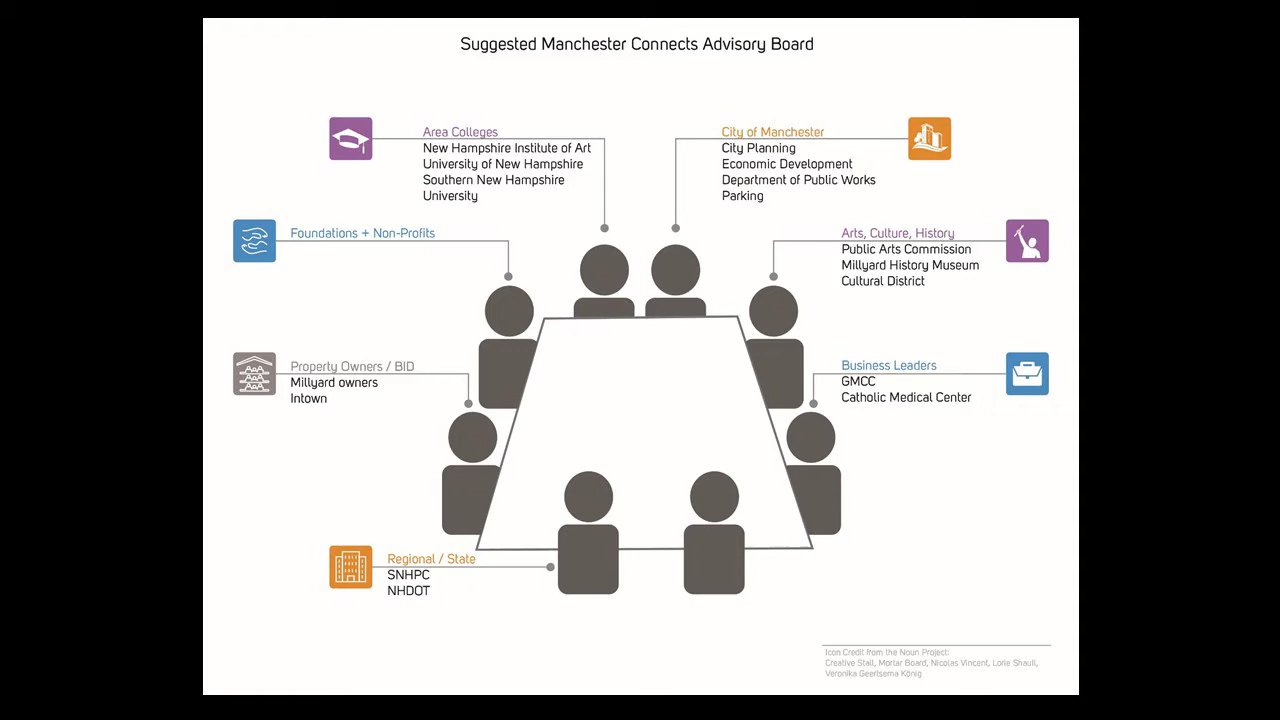 Suggested Manchester Connects Advisory Board
Area Colleges
New Hampshire Institute of Art
University of New Hampshire
Southern New Hampshire
University
City of Manchester
City Planning
Economic Development
Department of Public Works
Parking
Foundations + Non-Profits
Arts, Culture, History
Public Arts Commission
Millyard History Museum
Cultural District
Property Owners / BID
Millyard owners
Intown
Business Leaders
GMCC
Catholic Medical Center
Regional / State
SNHPC
NHDOT
Icon Credit from the Noun Project:
Creative Stall, Mortar Board, Nicolas Vincent, Lorie Shaull,
Veronika Geertsema König